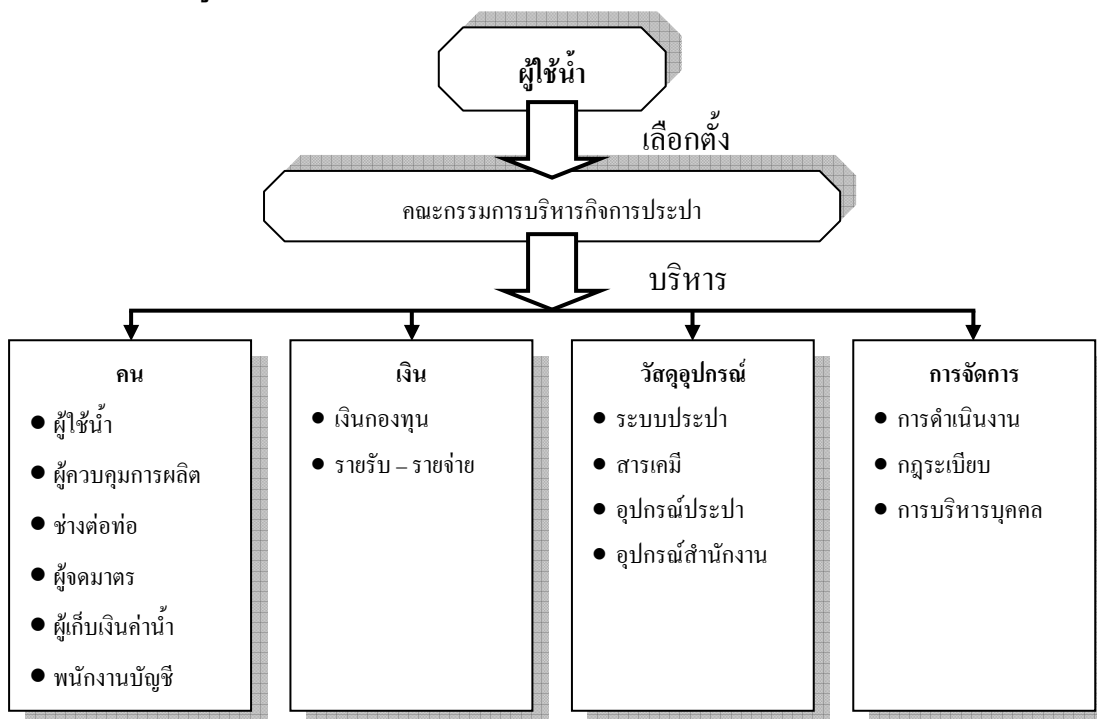 ผู้ใช้น้ำ
เลือกตั้ง
คณะกรรมการบริหารกิจการประปา
บริหาร
คน
● ผู้ใช้น้ำ
● ผู้ควบคุมการผลิต
● ช่างต่อท่อ
● ผู้จดมาตร
● ผู้เก็บเงินค่าน้ำ
● พนักงานบัญชี
เงิน
● เงินกองทุน
● รายรับ – รายจ่าย
วัสดุอุปกรณ์
● ระบบประปา
● สารเคมี
● อุปกรณ์ประปา
● อุปกรณ์สำนักงาน
การจัดการ
● การดำเนินงาน
● กฎระเบียบ
● การบริหารบุคคล